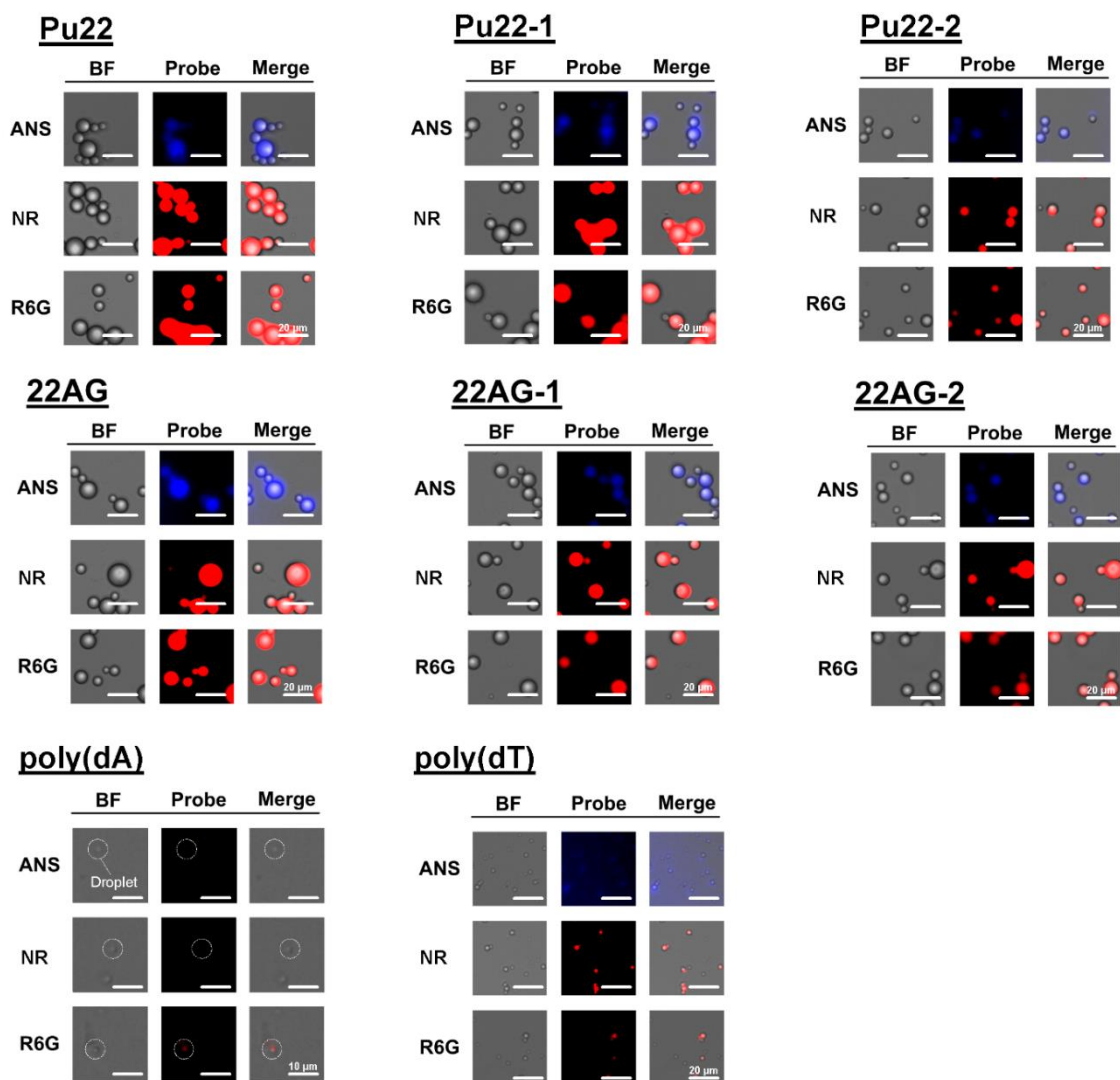 Pu22
BF Probe Merge
ANS
NR
R6G
20 µm
Pu22-1
BF Probe Merge
ANS
NR
R6G
20 µm
Pu22-2
BF Probe Merge
ANS
NR
R6G
20 µm
22AG
BF Probe Merge
ANS
NR
R6G
20 µm
22AG-1
BF Probe Merge
ANS
NR
R6G
20 µm
22AG-2
BF Probe Merge
ANS
NR
R6G
20 µm
poly(dA)
BF Probe Merge
ANS
Droplet
NR
R6G
10 µm
poly(dT)
BF Probe Merge
ANS
NR
R6G
20 µm